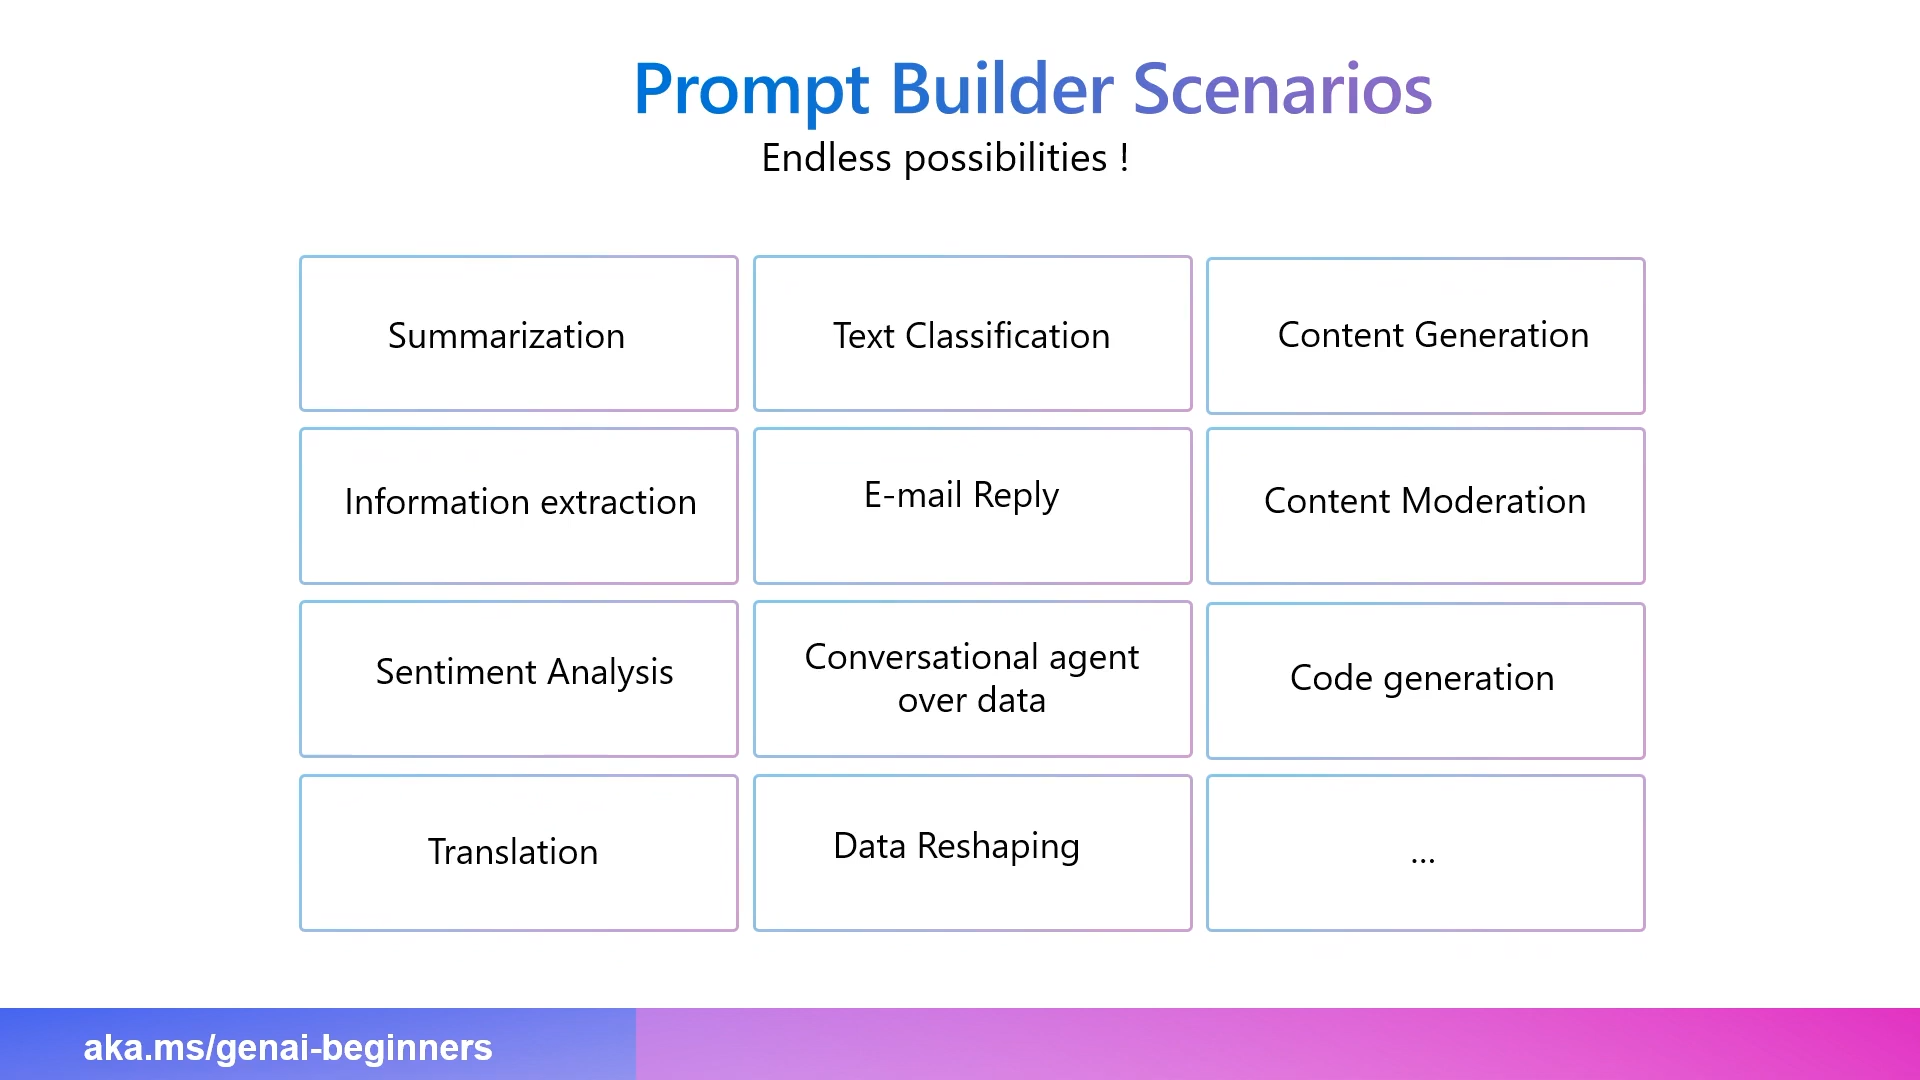 Prompt Builder Scenarios
Endless possibilities !
Summarization
Text Classification
Content Generation
Information extraction
E-mail Reply
Content Moderation
Sentiment Analysis
Conversational agent
over data
Code generation
Translation
Data Reshaping
...
aka.ms/genai-beginners